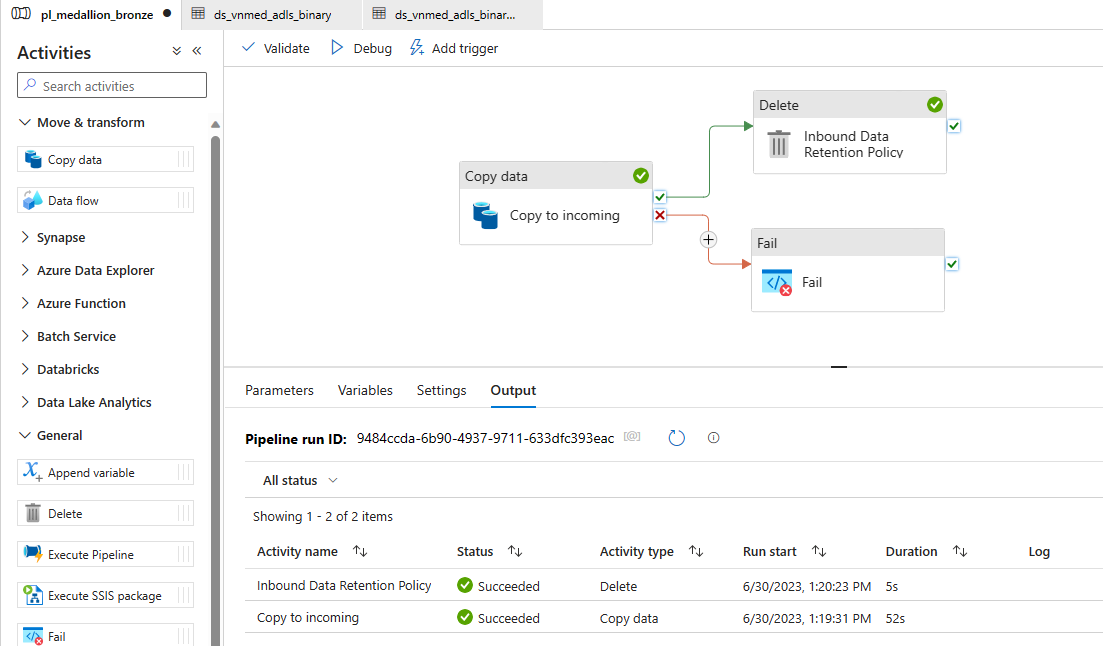 pl_medallion_bronze
ds_vnmed_adls_binary
ds_vnmed_adls_binar...
Activities
Search activities
Move & transform
Copy data
Data flow
Synapse
Azure Data Explorer
Azure Function
Batch Service
Databricks
Data Lake Analytics
General
Append variable
Delete
Execute Pipeline
Execute SSIS package
Fail
Validate
Debug
Add trigger
Copy data
Copy to incoming
Delete
Inbound Data
Retention Policy
Fail
Fail
Parameters
Variables
Settings
Output
Pipeline run ID: 9484ccda-6b90-4937-9711-633dfc393eac [@]
All status
Showing 1 - 2 of 2 items
Activity name Status Activity type Run start Duration Log
Inbound Data Retention Policy Succeeded Delete 6/30/2023, 1:20:23 PM 5s
Copy to incoming Succeeded Copy data 6/30/2023, 1:19:31 PM 52s